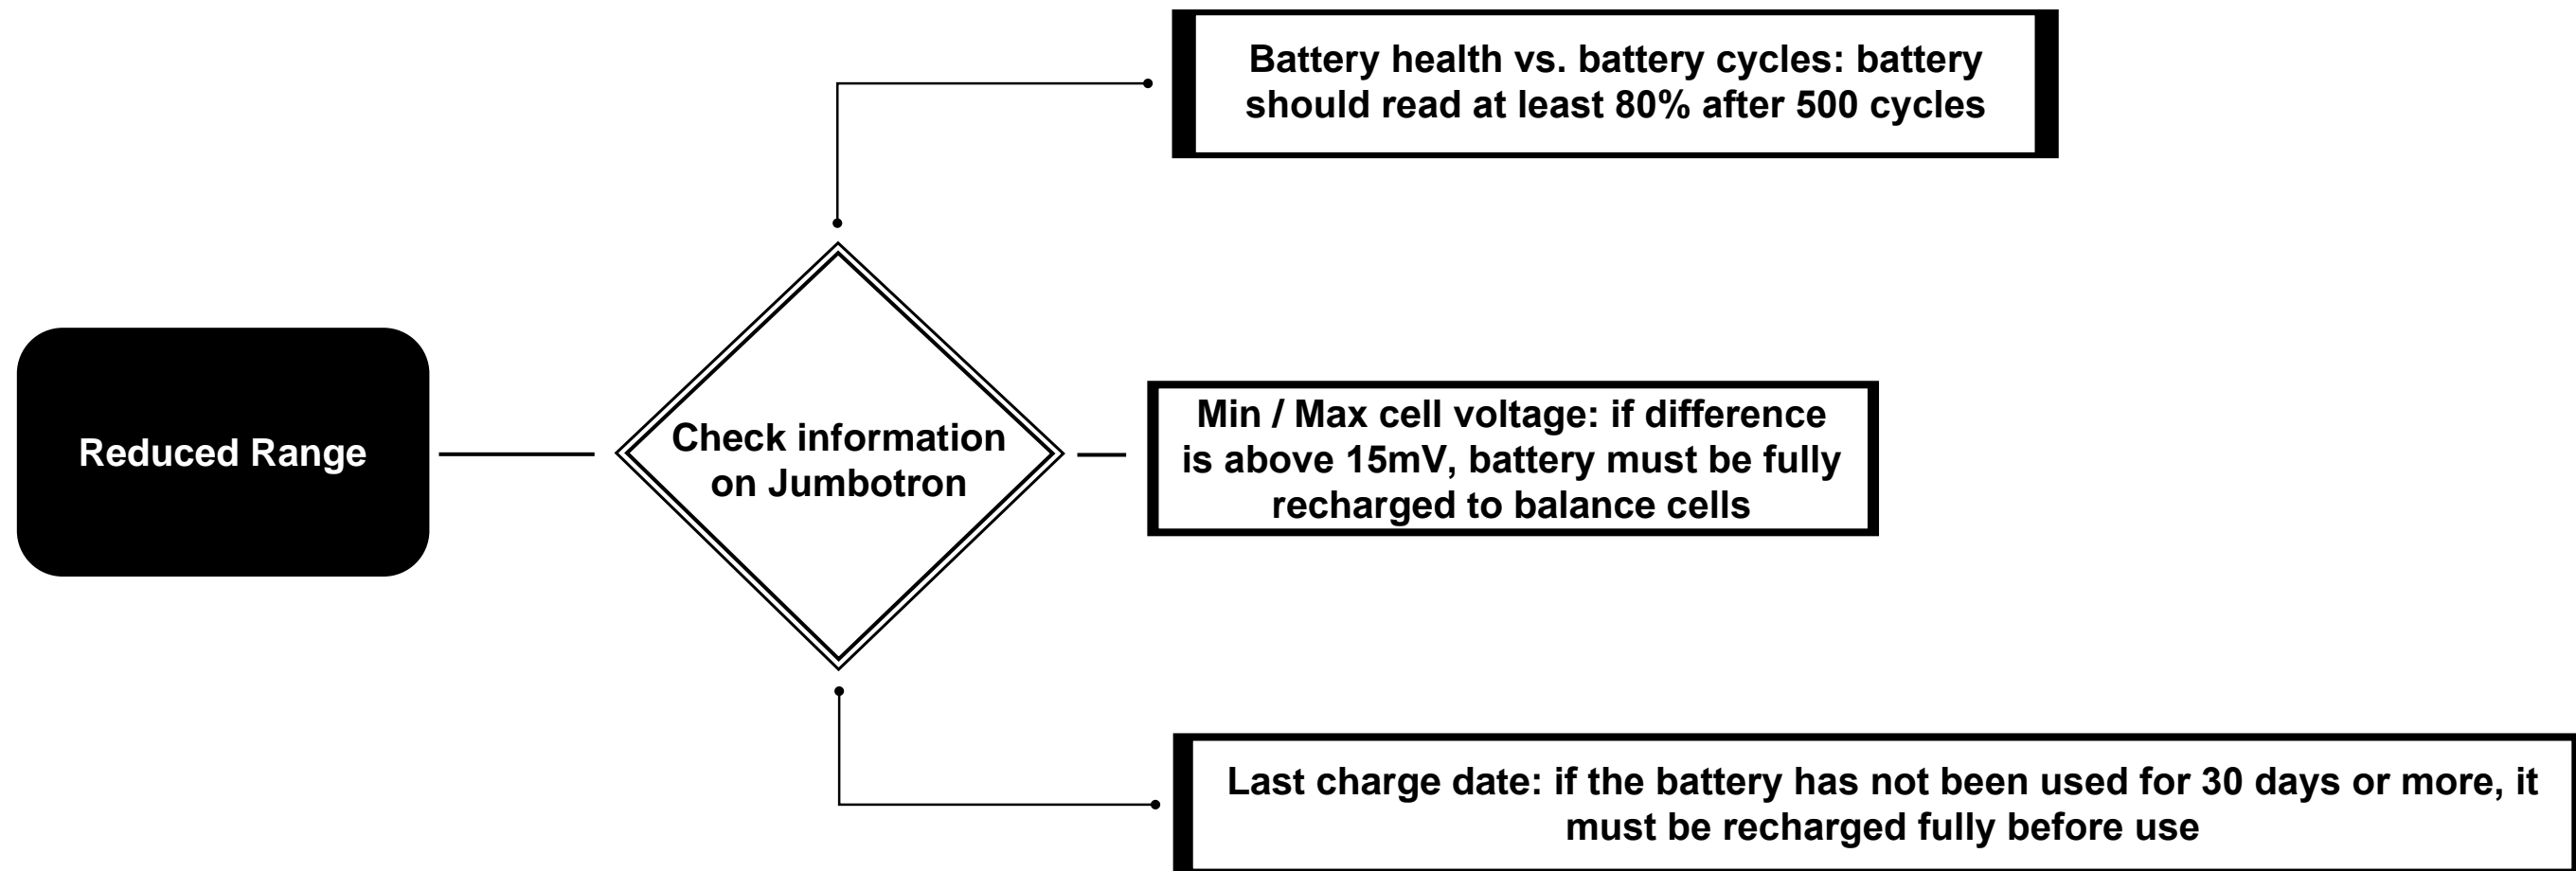 Battery health vs. battery cycles: battery
should read at least 80% after 500 cycles
Reduced Range
Check information
on Jumbotron
Min / Max cell voltage: if difference
is above 15mV, battery must be fully
recharged to balance cells
Last charge date: if the battery has not been used for 30 days or more, it
must be recharged fully before use